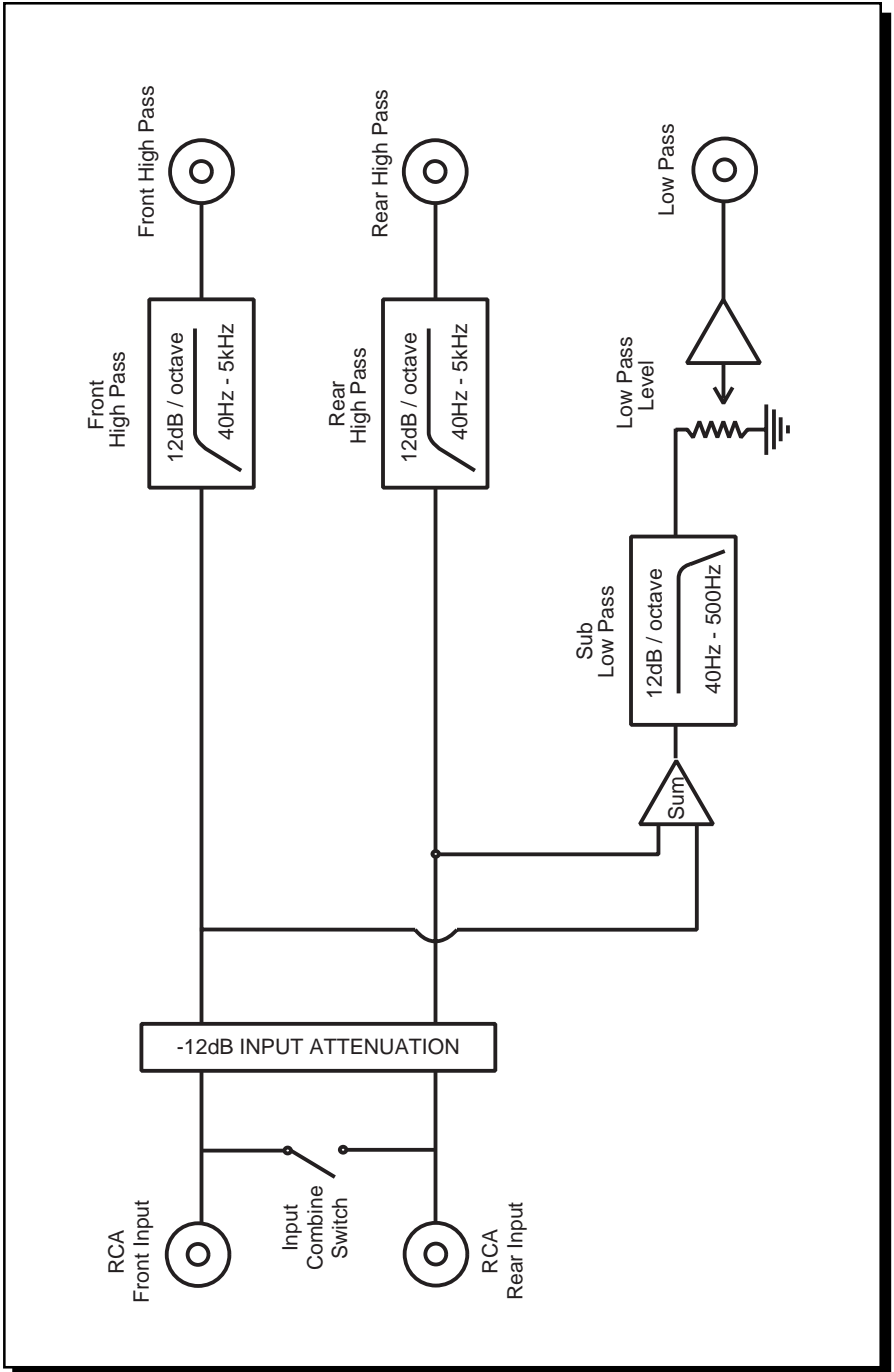 RCA
Front Input
Input
Combine
Switch
RCA
Rear Input
-12dB INPUT ATTENUATION
Front
High Pass
12dB / octave
40Hz - 5kHz
Front High Pass
Rear
High Pass
12dB / octave
40Hz - 5kHz
Rear High Pass
Sum
Sub
Low Pass
12dB / octave
40Hz - 500Hz
Low Pass
Level
Low Pass